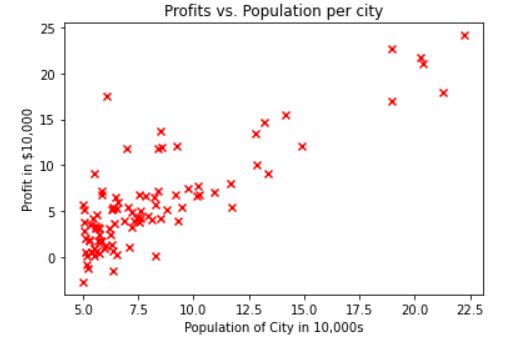 Profits vs. Population per city
25
20
15
10
5
0
Profit in $10,000
5.0 7.5 10.0 12.5 15.0 17.5 20.0 22.5
Population of City in 10,000s